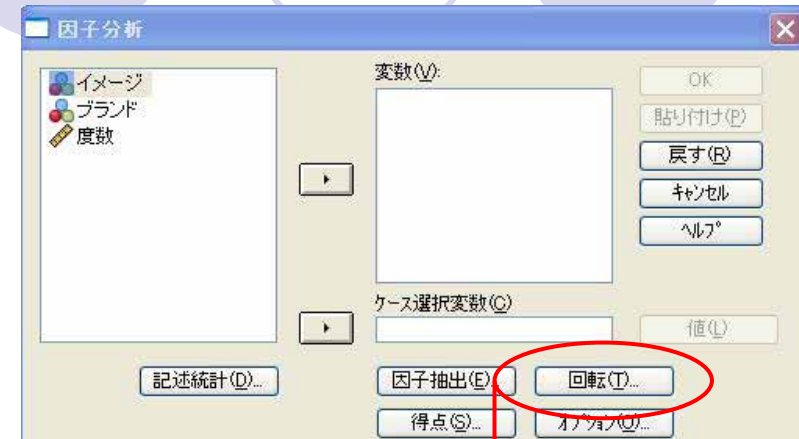 因子分析
イメージ
ブランド
度数
変数(V):
OK
貼り付け(P)
戻す(R)
キャンセル
ヘルプ
ケース選択変数(C)
値(L)
記述統計(D)...
因子抽出(E)...
回転(T)...
得点(S)...
オプション(O)...